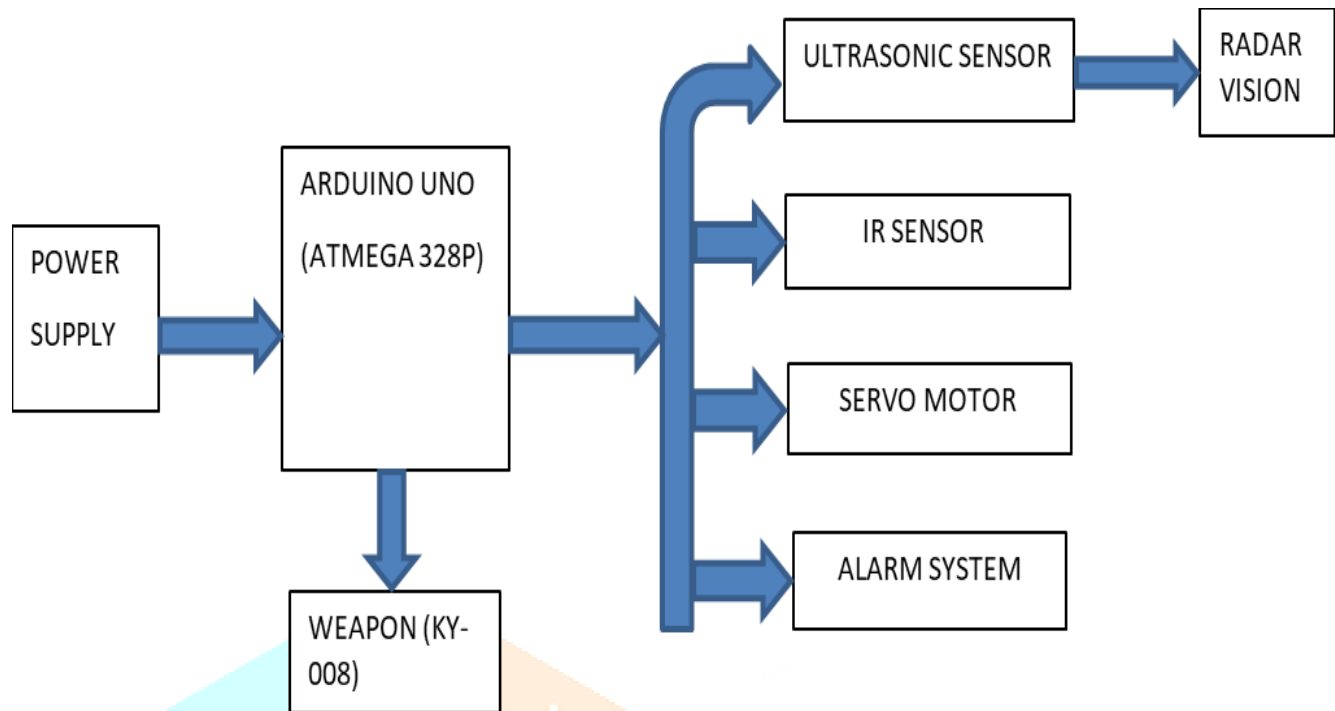 ULTRASONIC SENSOR
RADAR
VISION
ARDUINO UNO
(ATMEGA 328P)
IR SENSOR
POWER
SUPPLY
SERVO MOTOR
ALARM SYSTEM
WEAPON (KY-
008)